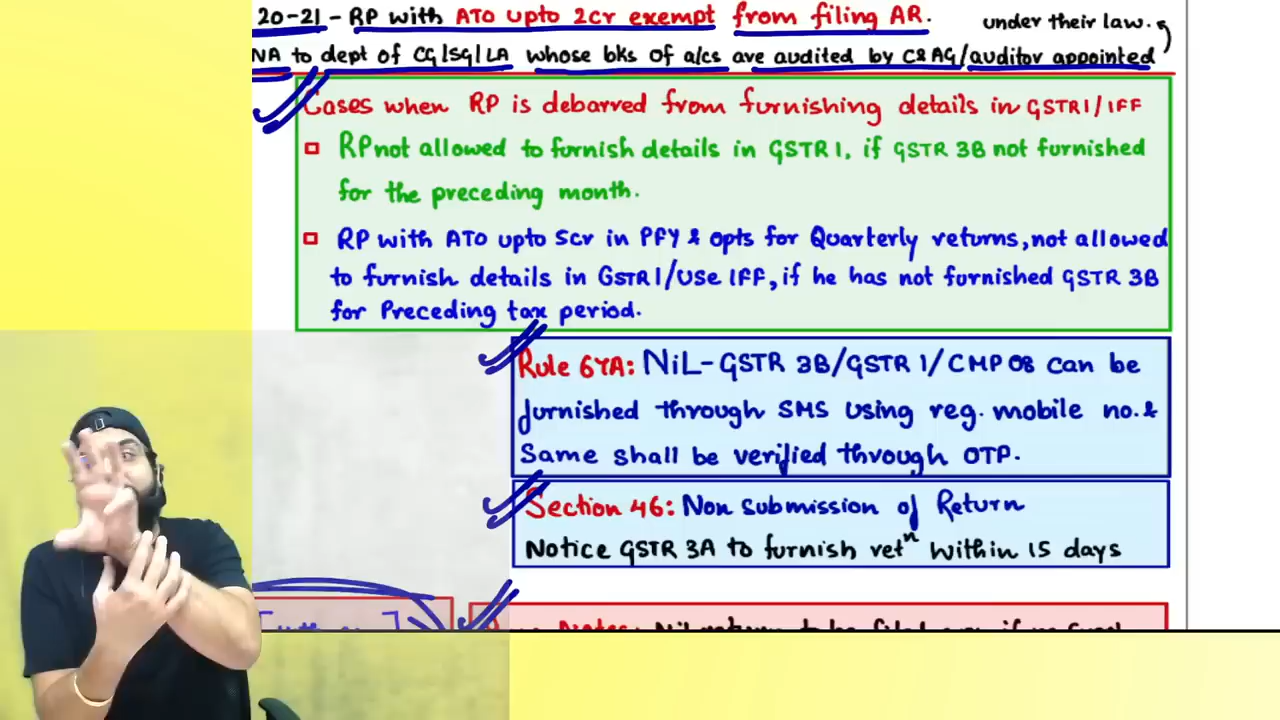 20-21 - RP with ATO upto 2cr exempt from filing AR.
under their law.
NA to dept of CG/SG/LA whose bks of a/cs are audited by C&AG/auditor appointed
Cases when RP is debarred from furnishing details in GSTR1/IFF
RP not allowed to furnish details in GSTR 1, if GSTR 3B not furnished
for the preceding month.
RP with ATO upto 5cr in PFY & opts for Quarterly returns, not allowed
to furnish details in GSTR1/Use IFF, if he has not furnished GSTR 3B
for Preceding tax period.
Rule 67A: NiL-GSTR 3B/GSTR 1/CMP 08 can be
furnished through SMS using reg. mobile no. &
Same shall be verified through OTP.
Section 46: Non submission of Return
Notice GSTR 3A to furnish retⁿ within 15 days